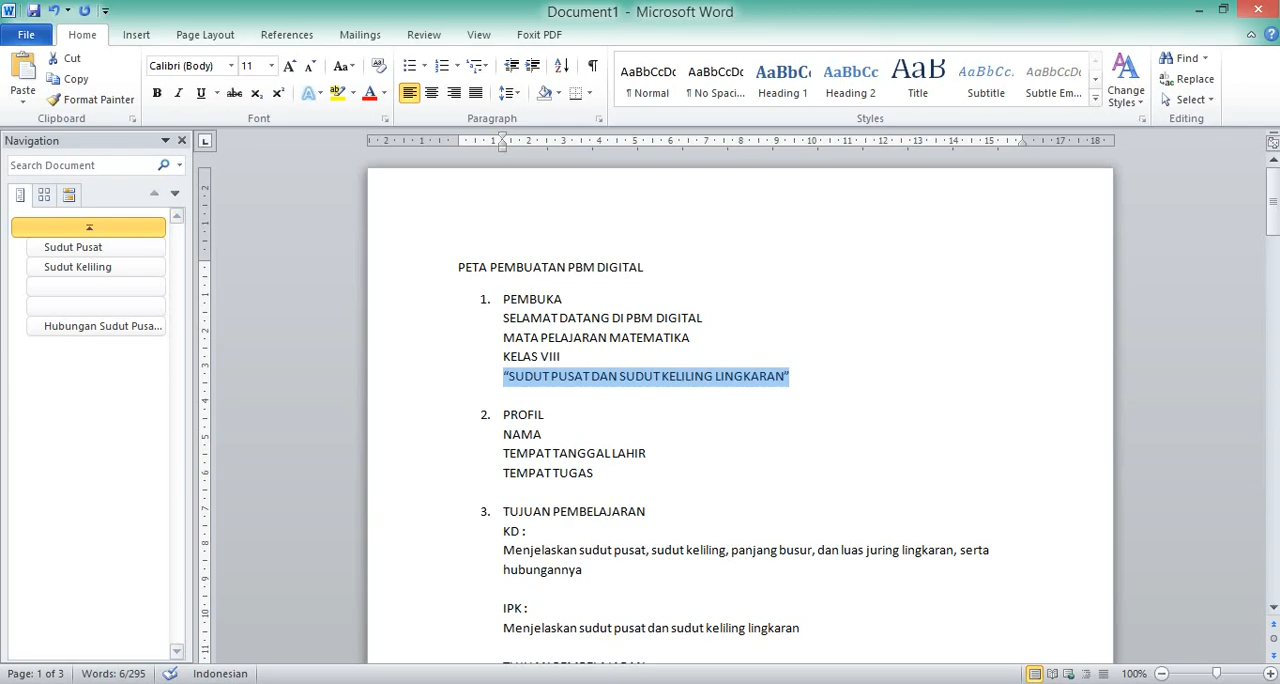 Document1 - Microsoft Word
File Home Insert Page Layout References Mailings Review View Foxit PDF
Paste Cut Copy Format Painter Clipboard
Calibri (Body) 11 Font
Paragraph
AaBbCcDc AaBbCcDc AaBbCc AaBbCc AaB AaBbCc. AaBbCcDc
¶ Normal ¶ No Spac... Heading 1 Heading 2 Title Subtitle Subtle Em...
Styles
Change Styles
Find Replace Select Editing
Navigation
Search Document
Sudut Pusat
Sudut Keliling
Hubungan Sudut Pusa...
PETA PEMBUATAN PBM DIGITAL
1. PEMBUKA
SELAMAT DATANG DI PBM DIGITAL
MATA PELAJARAN MATEMATIKA
KELAS VIII
“SUDUT PUSAT DAN SUDUT KELILING LINGKARAN”
2. PROFIL
NAMA
TEMPAT TANGGAL LAHIR
TEMPAT TUGAS
3. TUJUAN PEMBELAJARAN
KD :
Menjelaskan sudut pusat, sudut keliling, panjang busur, dan luas juring lingkaran, serta
hubungannya
IPK :
Menjelaskan sudut pusat dan sudut keliling lingkaran
Page: 1 of 3 Words: 6/295 Indonesian 100%